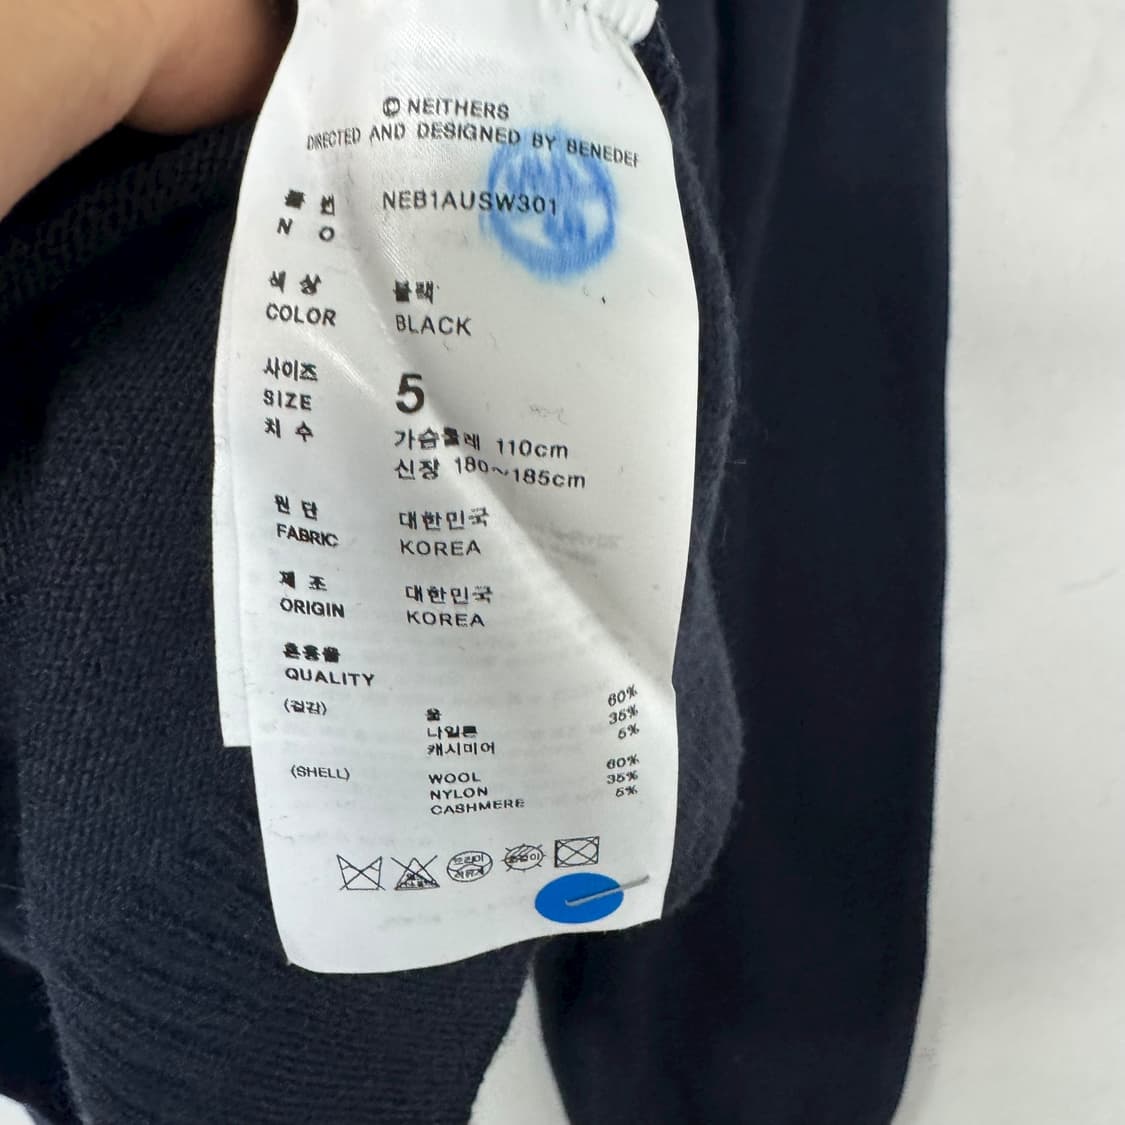 © NEITHERS
DIRECTED AND DESIGNED BY BENEDEF
품 번 NEB1AUSW301
N O
색 상 블랙
COLOR BLACK
사이즈 5
SIZE
치 수 가슴둘레 110cm
신장 180~185cm
원 단 대한민국
FABRIC KOREA
제 조 대한민국
ORIGIN KOREA
혼용율
QUALITY
(겉감) 울 60%
나일론 35%
캐시미어 5%
(SHELL) WOOL 60%
NYLON 35%
CASHMERE 5%
드라이